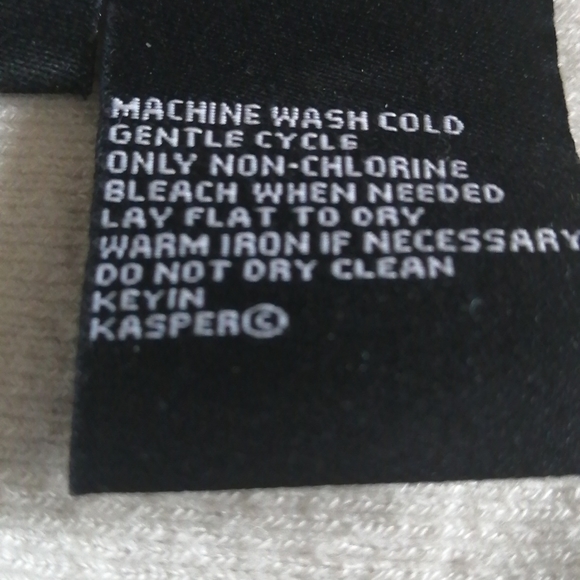 MACHINE WASH COLD
GENTLE CYCLE
ONLY NON-CHLORINE
BLEACH WHEN NEEDED
LAY FLAT TO DRY
WARM IRON IF NECESSARY
DO NOT DRY CLEAN
KEYIN
KASPER©